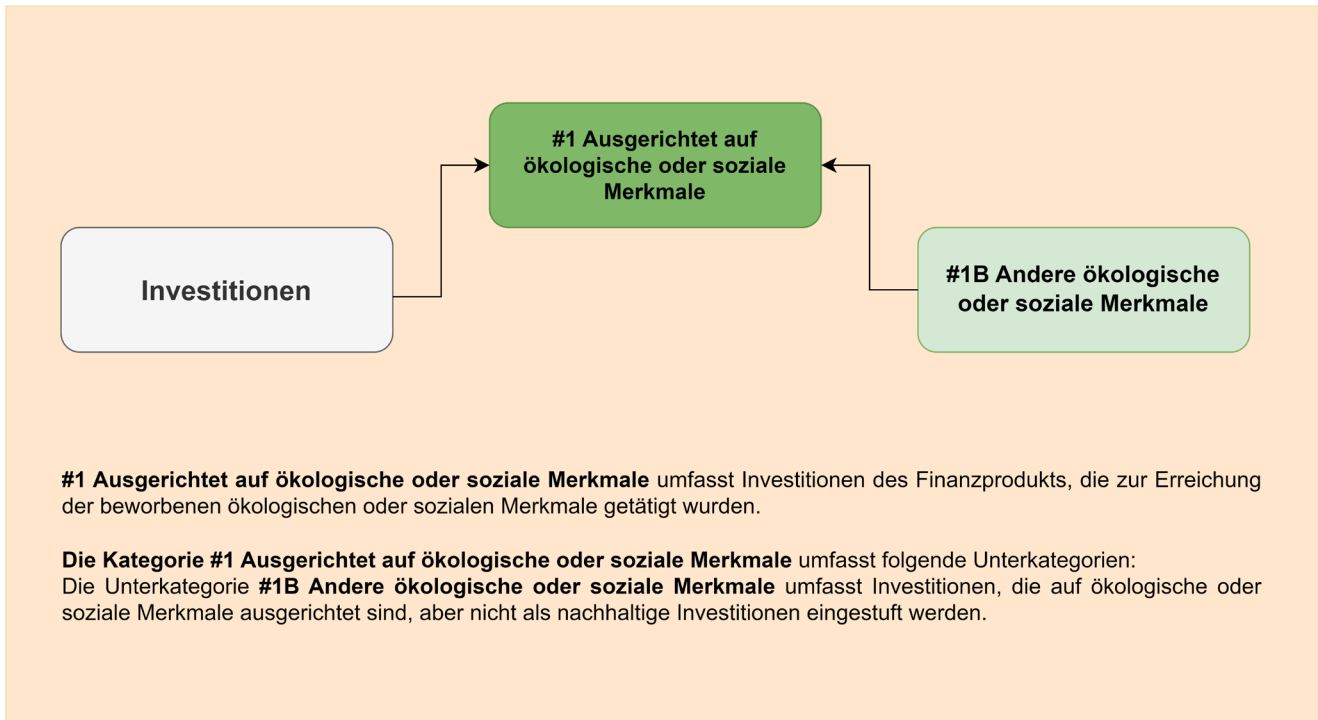 #1 Ausgerichtet auf
ökologische oder soziale
Merkmale
Investitionen
#1B Andere ökologische
oder soziale Merkmale
#1 Ausgerichtet auf ökologische oder soziale Merkmale umfasst Investitionen des Finanzprodukts, die zur Erreichung
der beworbenen ökologischen oder sozialen Merkmale getätigt wurden.
Die Kategorie #1 Ausgerichtet auf ökologische oder soziale Merkmale umfasst folgende Unterkategorien:
Die Unterkategorie #1B Andere ökologische oder soziale Merkmale umfasst Investitionen, die auf ökologische oder
soziale Merkmale ausgerichtet sind, aber nicht als nachhaltige Investitionen eingestuft werden.